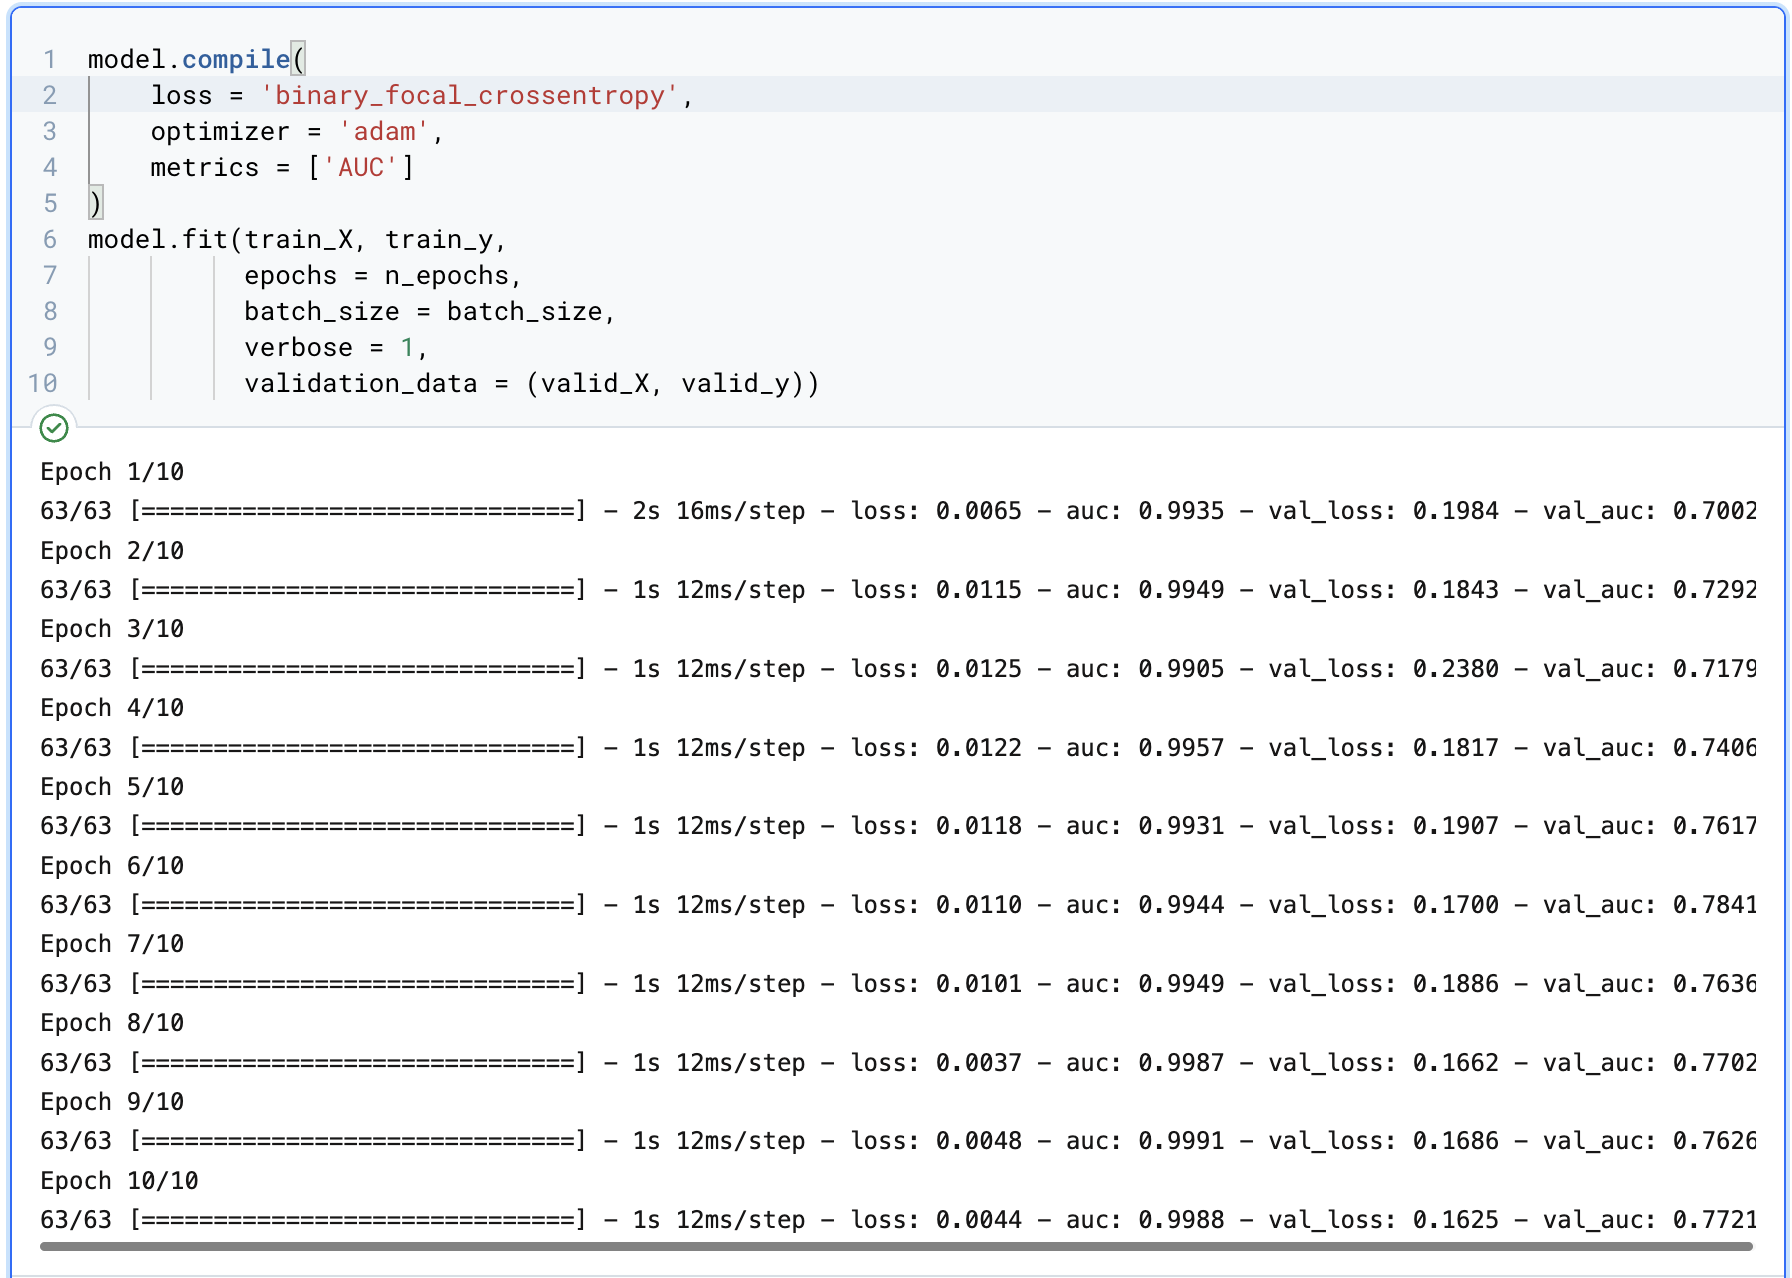 1 model.compile(
2 loss = 'binary_focal_crossentropy',
3 optimizer = 'adam',
4 metrics = ['AUC']
5 )
6 model.fit(train_X, train_y,
7 epochs = n_epochs,
8 batch_size = batch_size,
9 verbose = 1,
10 validation_data = (valid_X, valid_y))
Epoch 1/10
63/63 [==============================] - 2s 16ms/step - loss: 0.0065 - auc: 0.9935 - val_loss: 0.1984 - val_auc: 0.7002
Epoch 2/10
63/63 [==============================] - 1s 12ms/step - loss: 0.0115 - auc: 0.9949 - val_loss: 0.1843 - val_auc: 0.7292
Epoch 3/10
63/63 [==============================] - 1s 12ms/step - loss: 0.0125 - auc: 0.9905 - val_loss: 0.2380 - val_auc: 0.7179
Epoch 4/10
63/63 [==============================] - 1s 12ms/step - loss: 0.0122 - auc: 0.9957 - val_loss: 0.1817 - val_auc: 0.7406
Epoch 5/10
63/63 [==============================] - 1s 12ms/step - loss: 0.0118 - auc: 0.9931 - val_loss: 0.1907 - val_auc: 0.7617
Epoch 6/10
63/63 [==============================] - 1s 12ms/step - loss: 0.0110 - auc: 0.9944 - val_loss: 0.1700 - val_auc: 0.7841
Epoch 7/10
63/63 [==============================] - 1s 12ms/step - loss: 0.0101 - auc: 0.9949 - val_loss: 0.1886 - val_auc: 0.7636
Epoch 8/10
63/63 [==============================] - 1s 12ms/step - loss: 0.0037 - auc: 0.9987 - val_loss: 0.1662 - val_auc: 0.7702
Epoch 9/10
63/63 [==============================] - 1s 12ms/step - loss: 0.0048 - auc: 0.9991 - val_loss: 0.1686 - val_auc: 0.7626
Epoch 10/10
63/63 [==============================] - 1s 12ms/step - loss: 0.0044 - auc: 0.9988 - val_loss: 0.1625 - val_auc: 0.7721